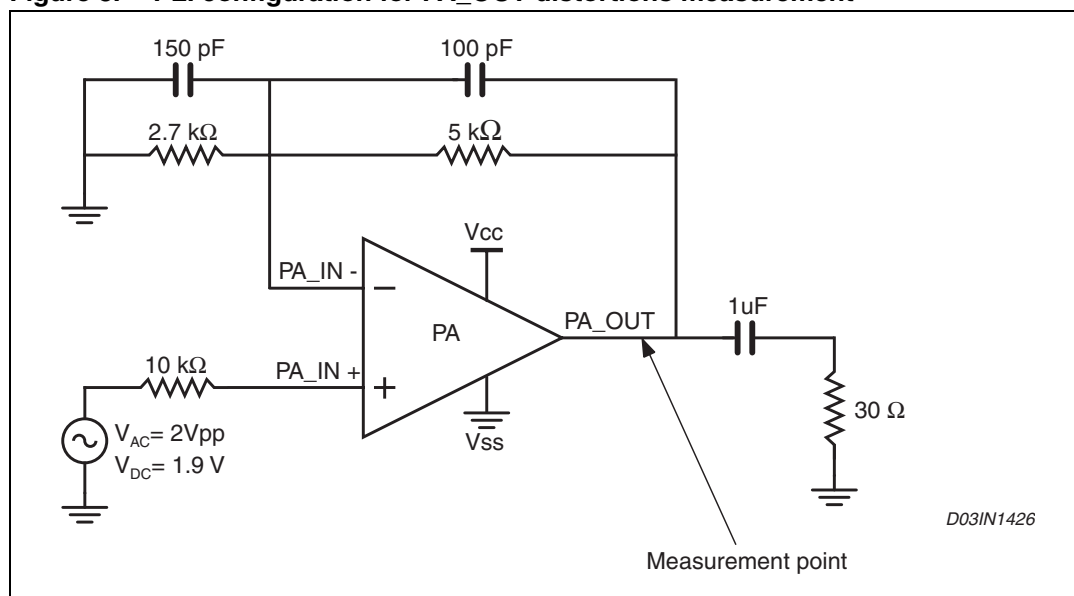 150 pF
100 pF
2.7 kΩ
5 kΩ
Vcc
PA_IN -
PA
PA_OUT
1uF
10 kΩ
PA_IN +
Vss
30 Ω
VAC= 2Vpp
VDC= 1.9 V
D03IN1426
Measurement point